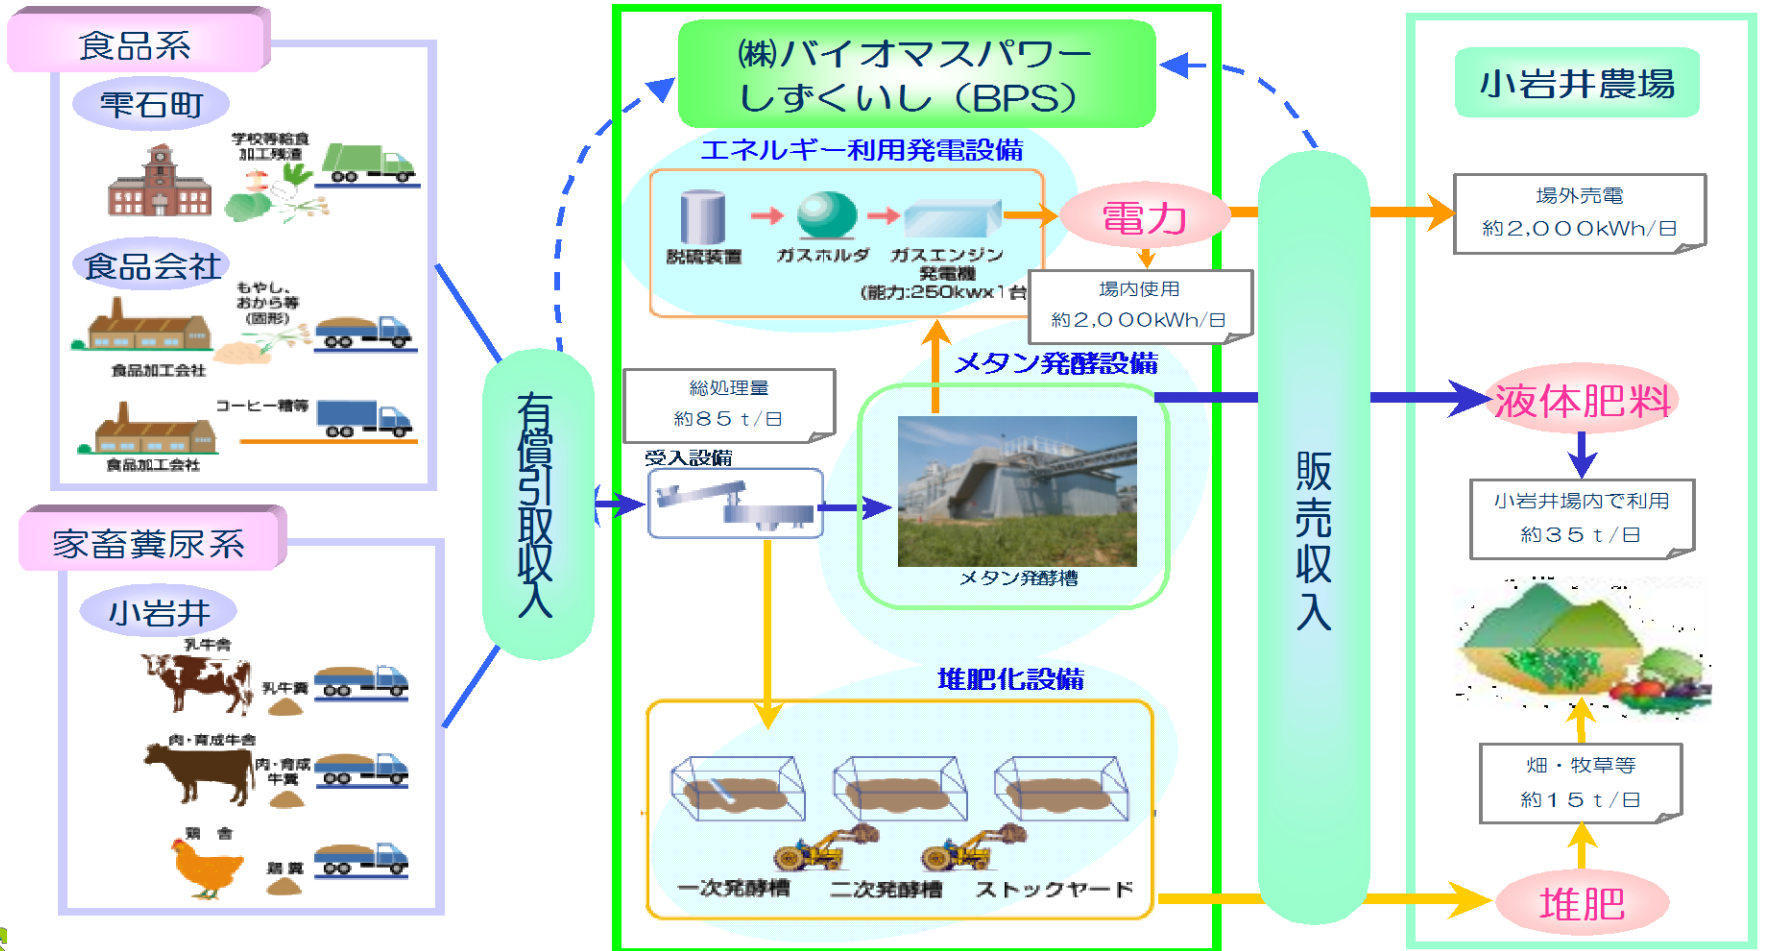 食品系
雫石町
学校等給食
加工残渣
食品会社
もやし、
おから等
(固形)
食品加工会社
コーヒー糟等
食品加工会社
家畜糞尿系
小岩井
乳牛舎
乳牛糞
肉・育成牛舎
肉・育成
牛糞
鶏 舎
鶏 糞
有償引取収入
㈱バイオマスパワー
しずくいし（BPS）
エネルギー利用発電設備
脱硫装置
ガスホルダ
ガスエンジン
発電機
(能力:250kwx1台
電力
場内使用
約2,000kWh/日
総処理量
約85ｔ/日
受入設備
メタン発酵設備
メタン発酵槽
堆肥化設備
一次発酵槽
二次発酵槽
ストックヤード
販売収入
小岩井農場
場外売電
約2,000kWh/日
液体肥料
小岩井場内で利用
約35ｔ/日
畑・牧草等
約15ｔ/日
堆肥